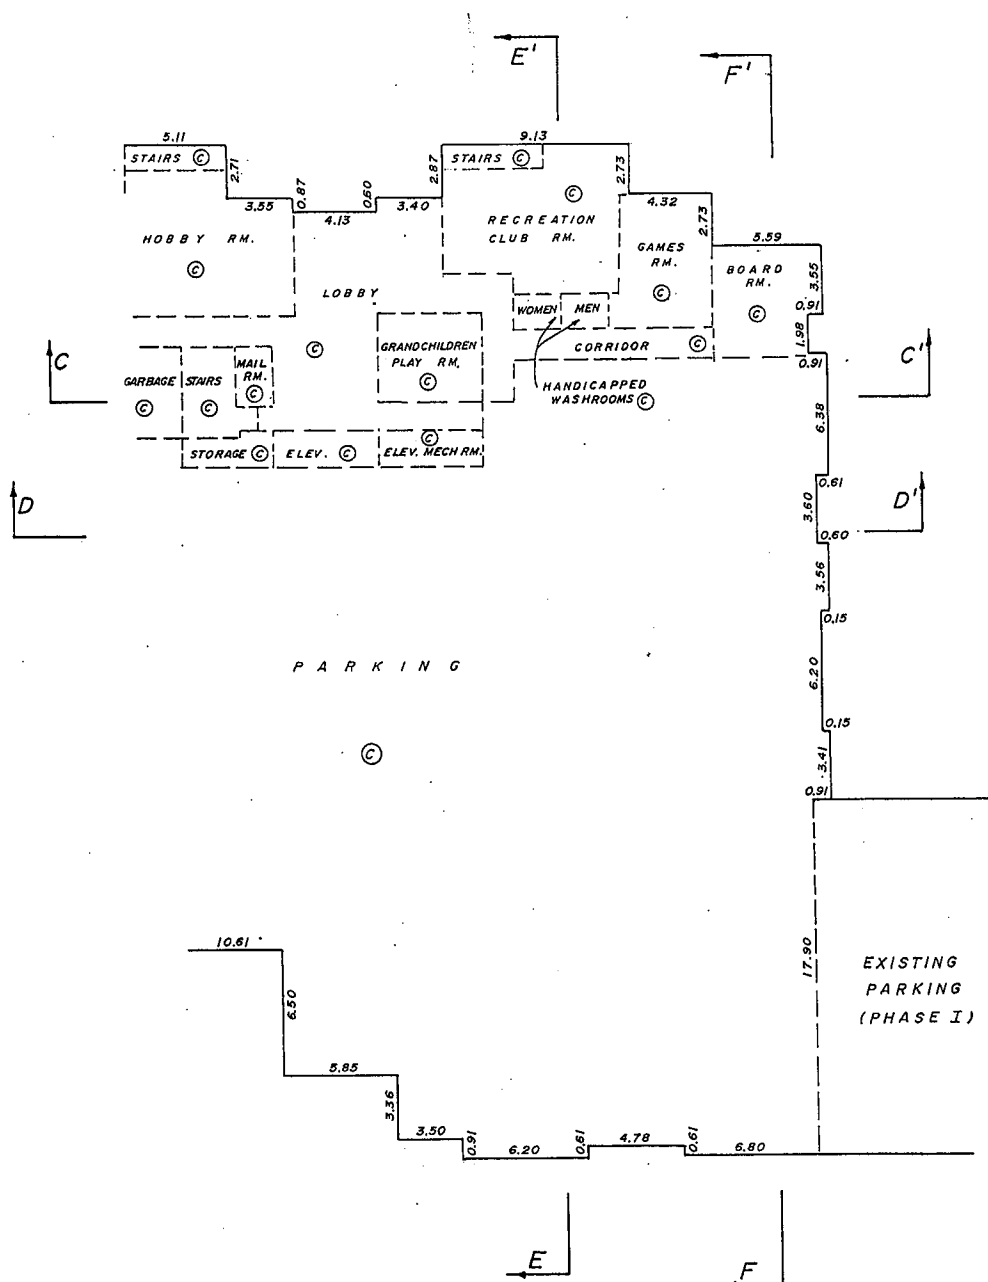 E'
F'
5.11
9.13
STAIRS C
2.71
0.87
0.60
2.87
STAIRS C
2.73
3.55
4.13
3.40
C
4.32
2.73
RECREATION
CLUB RM.
HOBBY RM.
C
GAMES
RM.
C
5.59
BOARD
RM.
C
3.55
0.91
1.98
0.91
LOBBY
C
WOMEN
MEN
CORRIDOR C
GRANDCHILDREN
PLAY RM.
C
HANDICAPPED
WASHROOMS C
C
C'
GARBAGE
C
STAIRS
C
MAIL
RM.
C
6.38
STORAGE C
ELEV. C
C
ELEV. MECH RM.
0.61
D
D'
3.60
0.60
3.56
0.15
PARKING
6.20
C
0.15
3.41
0.91
10.61
17.90
EXISTING
PARKING
(PHASE I)
6.50
5.85
3.36
3.50
0.91
6.20
0.61
4.78
0.61
6.80
E
F